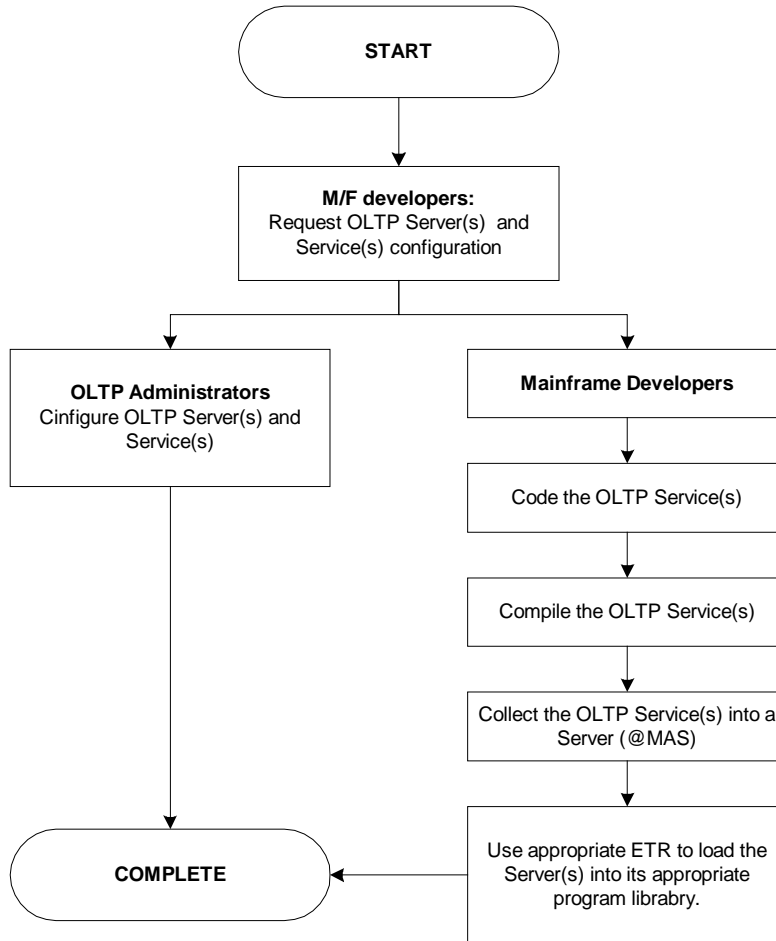 START
M/F developers:
Request OLTP Server(s) and
Service(s) configuration
OLTP Administrators
Cinfigure OLTP Server(s) and
Service(s)
Mainframe Developers
Code the OLTP Service(s)
Compile the OLTP Service(s)
Collect the OLTP Service(s) into a
Server (@MAS)
Use appropriate ETR to load the
Server(s) into its appropriate
program librabry.
COMPLETE